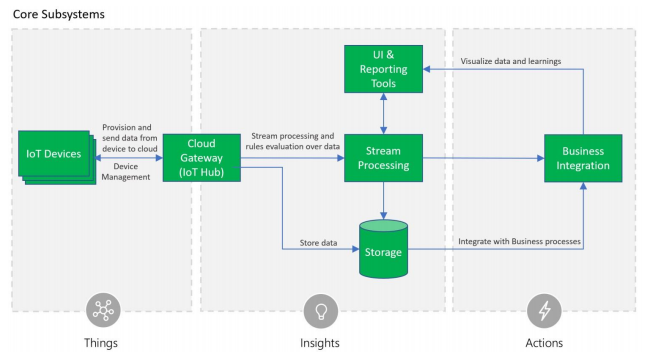 Core Subsystems
UI &
Reporting
Tools
Visualize data and learnings
Provision and
send data from
device to cloud
IoT Devices
Device
Management
Cloud
Gateway
(IoT Hub)
Stream processing and
rules evaluation over data
Stream
Processing
Business
Integration
Store data
Storage
Integrate with Business processes
Things
Insights
Actions